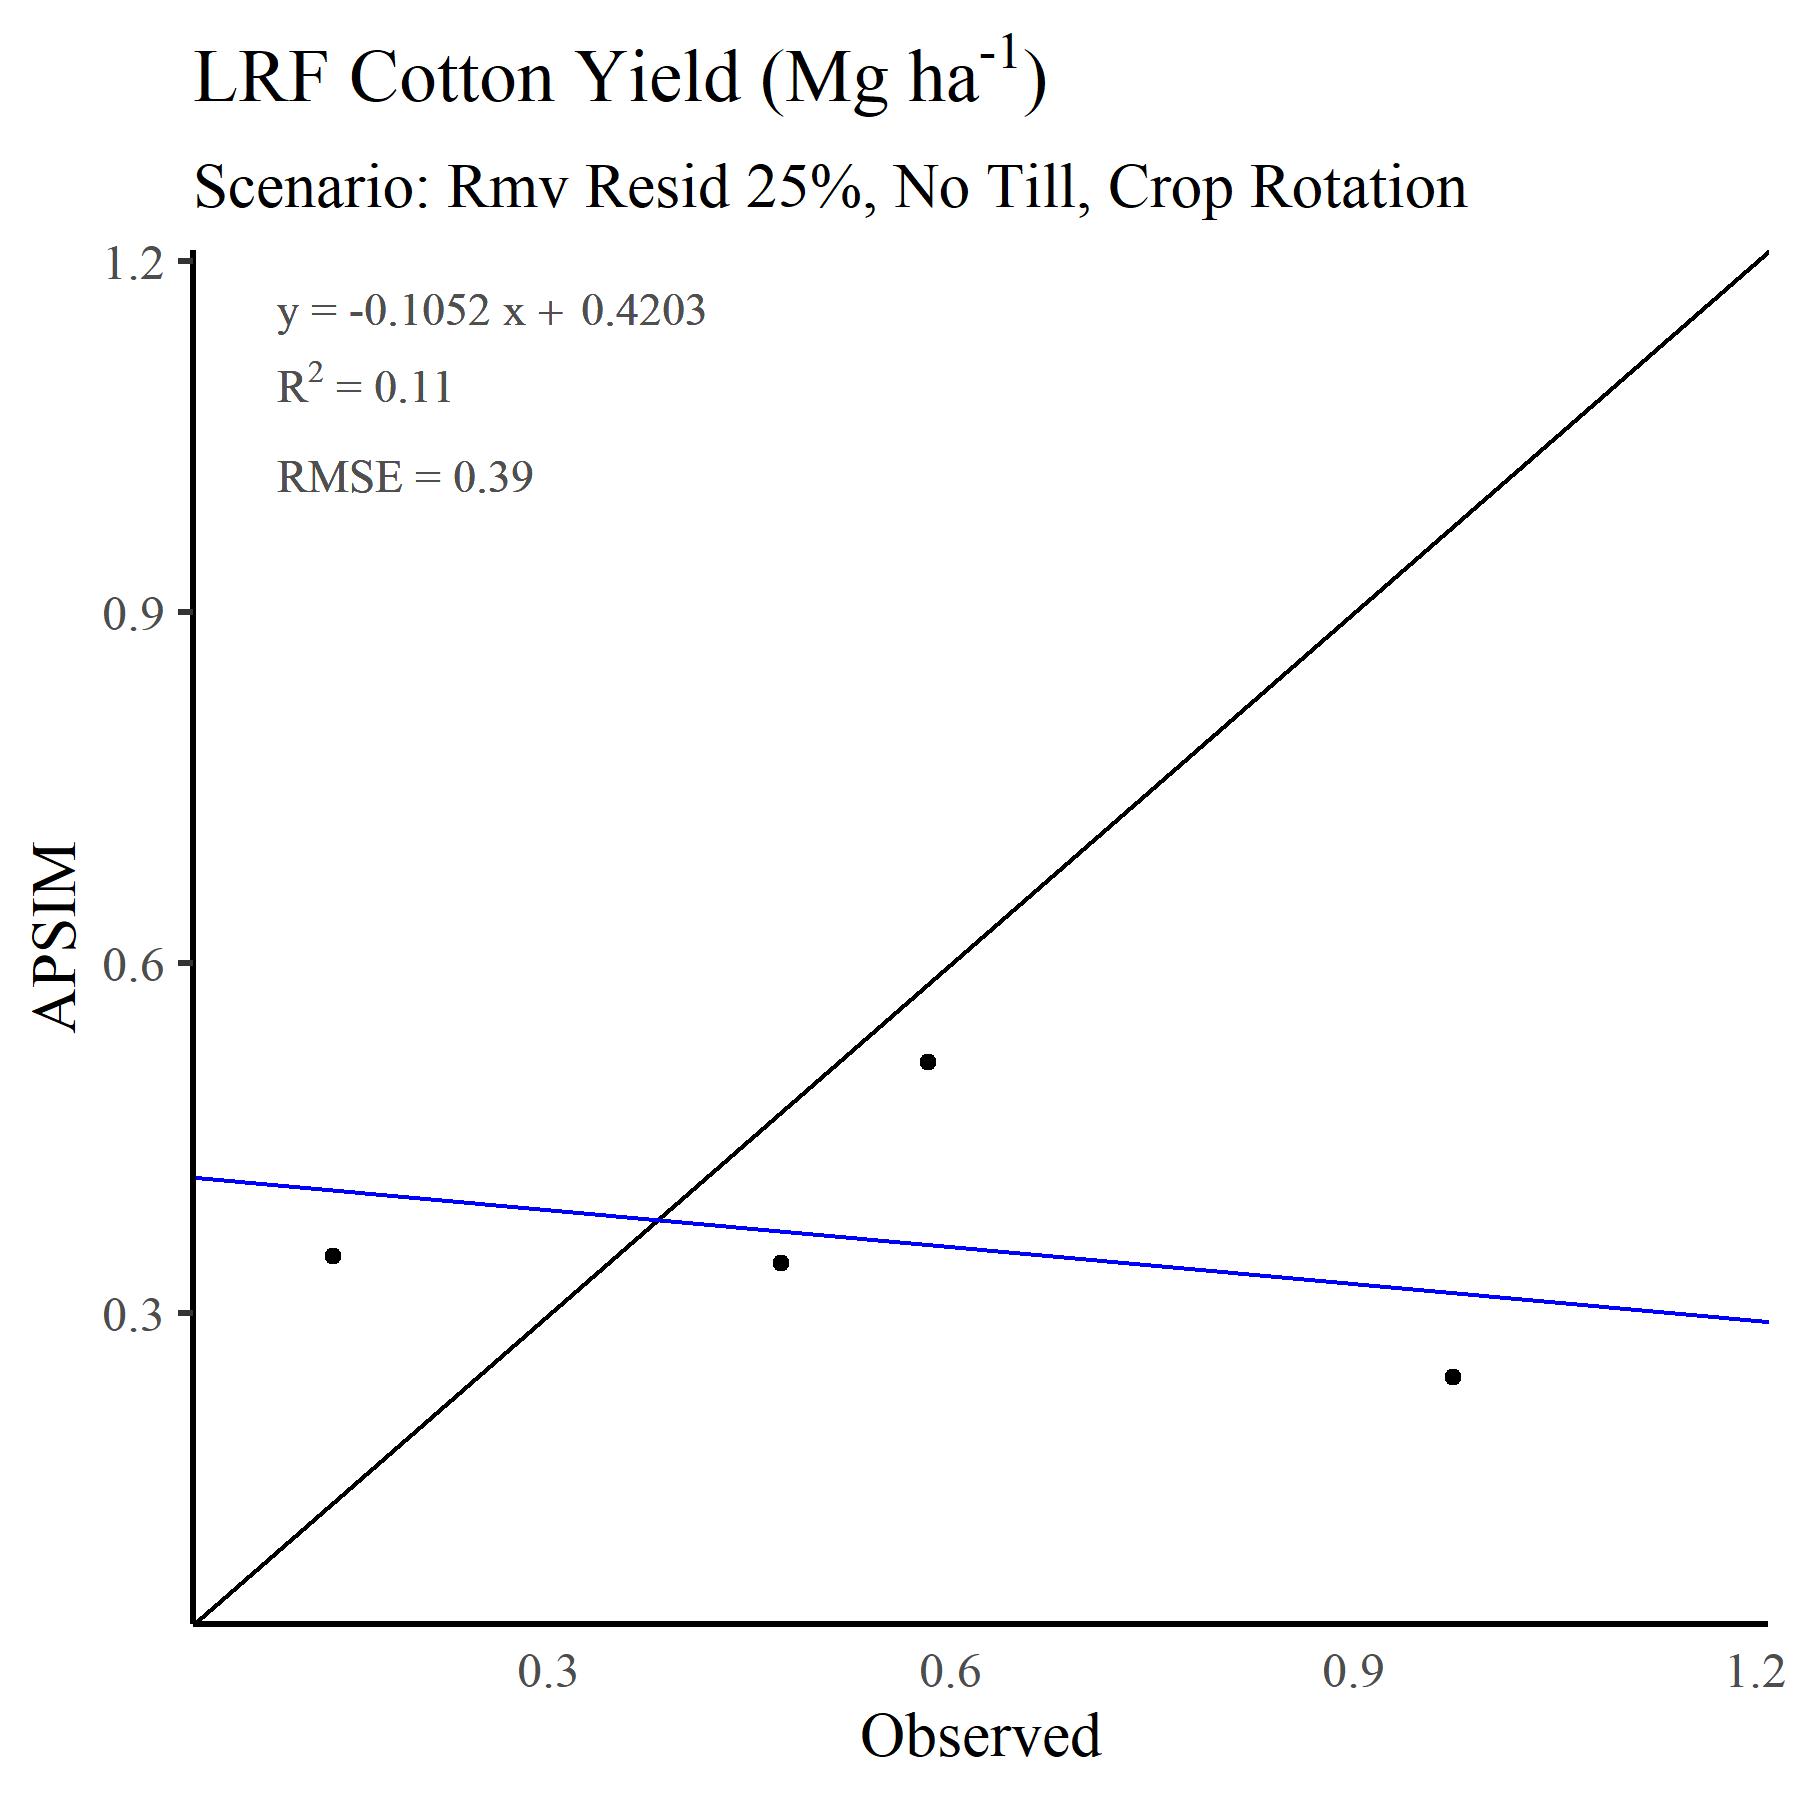 LRF Cotton Yield (Mg ha⁻¹)
Scenario: Rmv Resid 25%, No Till, Crop Rotation
y = -0.1052 x + 0.4203
R² = 0.11
RMSE = 0.39
1.2
0.9
0.6
0.3
APSIM
0.3 0.6 0.9 1.2
Observed